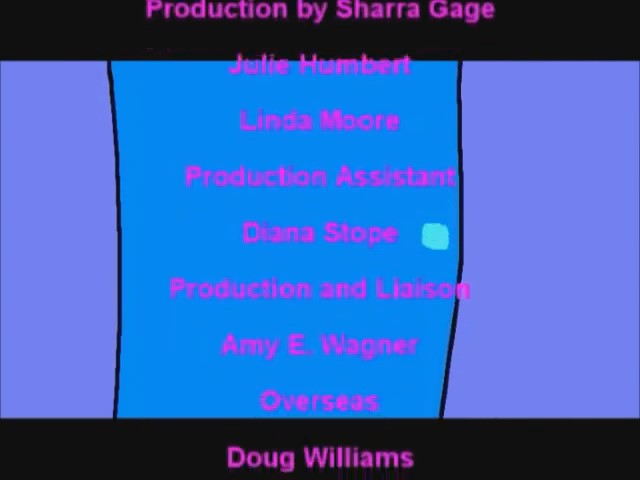 Production by Sharra Gage
Julie Humbert
Linda Moore
Production Assistant
Diana Stope
Production and Liaison
Amy E. Wagner
Overseas
Doug Williams